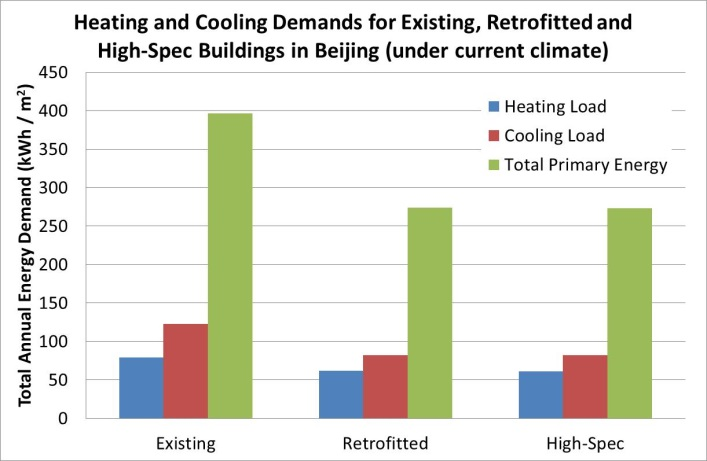 Heating and Cooling Demands for Existing, Retrofitted and
High-Spec Buildings in Beijing (under current climate)
Total Annual Energy Demand (kWh / m²)
450
400
350
300
250
200
150
100
50
0
Heating Load
Cooling Load
Total Primary Energy
Existing
Retrofitted
High-Spec